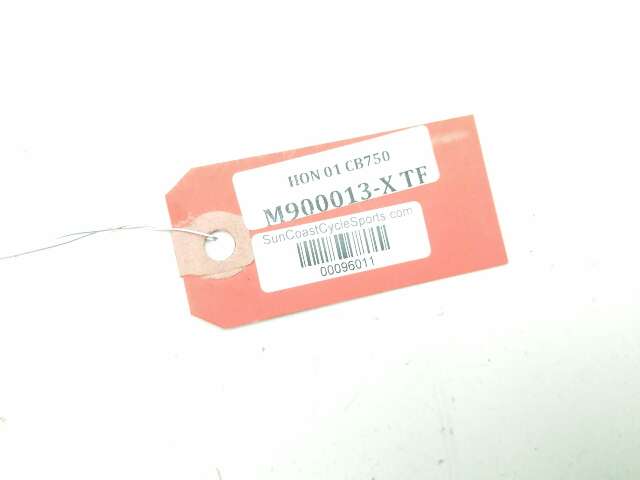 HON 01 CB750
M900013-X TF
SunCoastCycleSports.com
00096011